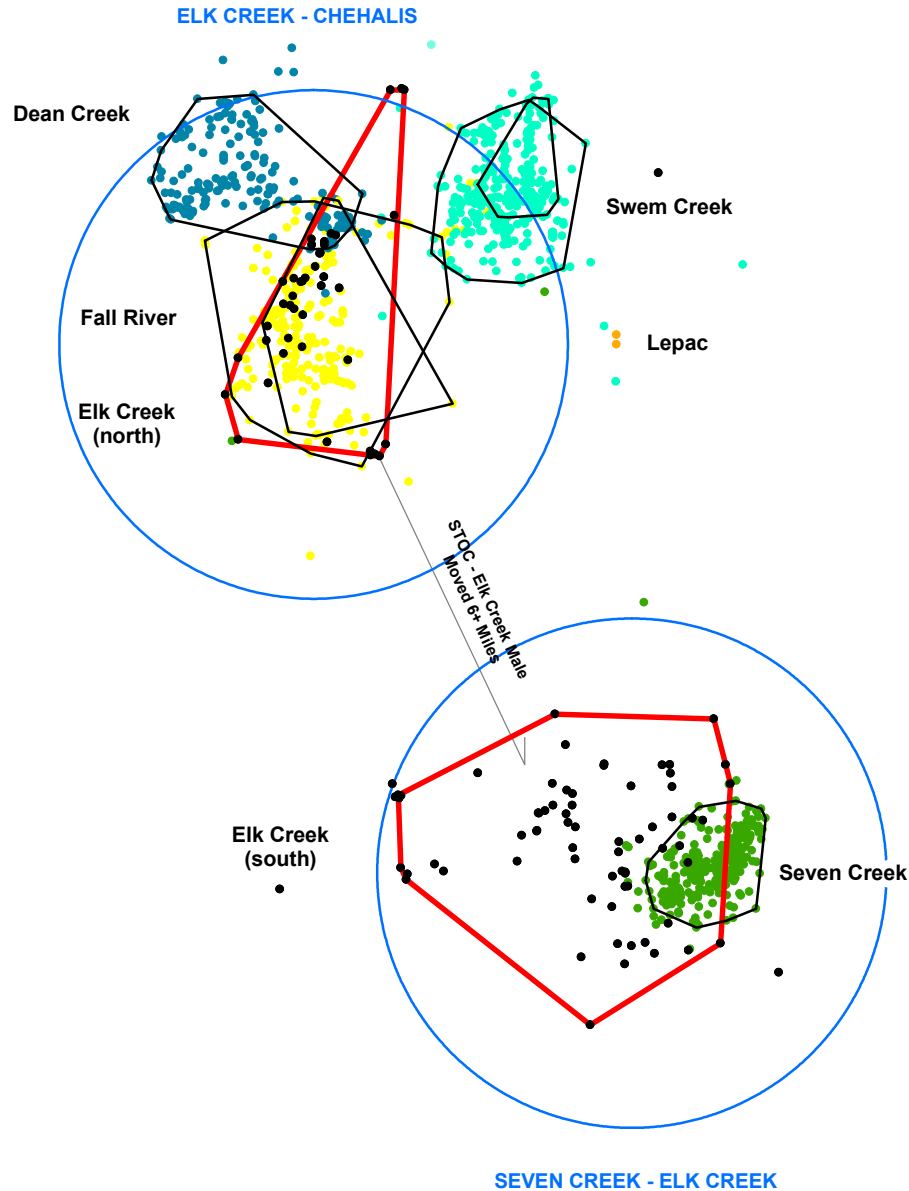 ELK CREEK - CHEHALIS
Dean Creek
Swem Creek
Fall River
Lepac
Elk Creek
(north)
STOC - Elk Creek Male
Moved 6+ Miles
Elk Creek
(south)
Seven Creek
SEVEN CREEK - ELK CREEK